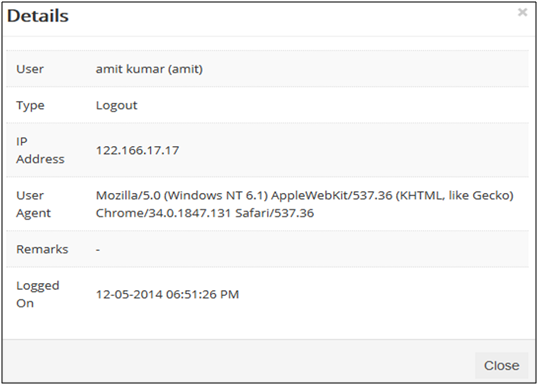 Details
×
User amit kumar (amit)
Type Logout
IP
Address 122.166.17.17
User Mozilla/5.0 (Windows NT 6.1) AppleWebKit/537.36 (KHTML, like Gecko)
Agent Chrome/34.0.1847.131 Safari/537.36
Remarks -
Logged
On 12-05-2014 06:51:26 PM
Close